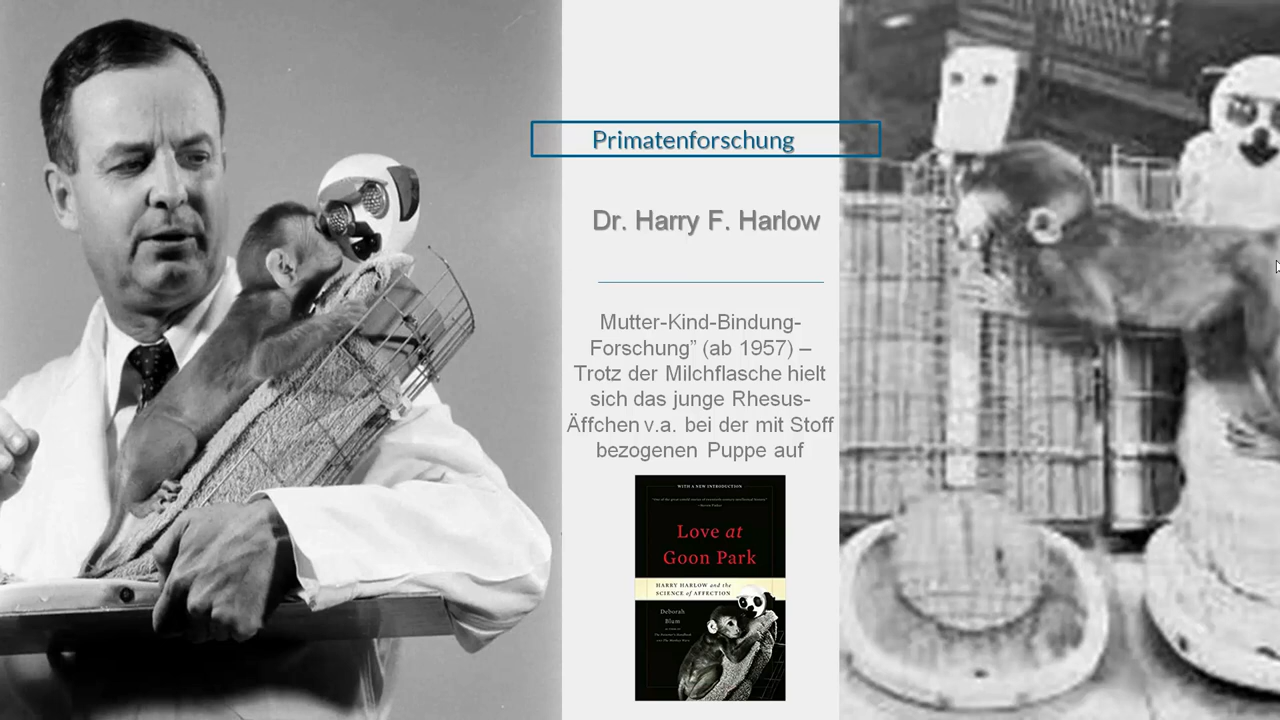 Primatenforschung
Dr. Harry F. Harlow
Mutter-Kind-Bindung-
Forschung” (ab 1957) –
Trotz der Milchflasche hielt
sich das junge Rhesus-
Äffchen v.a. bei der mit Stoff
bezogenen Puppe auf
WITH A NEW INTRODUCTION
Love at
Goon Park
HARRY HARLOW and the
SCIENCE of AFFECTION
Deborah
Blum